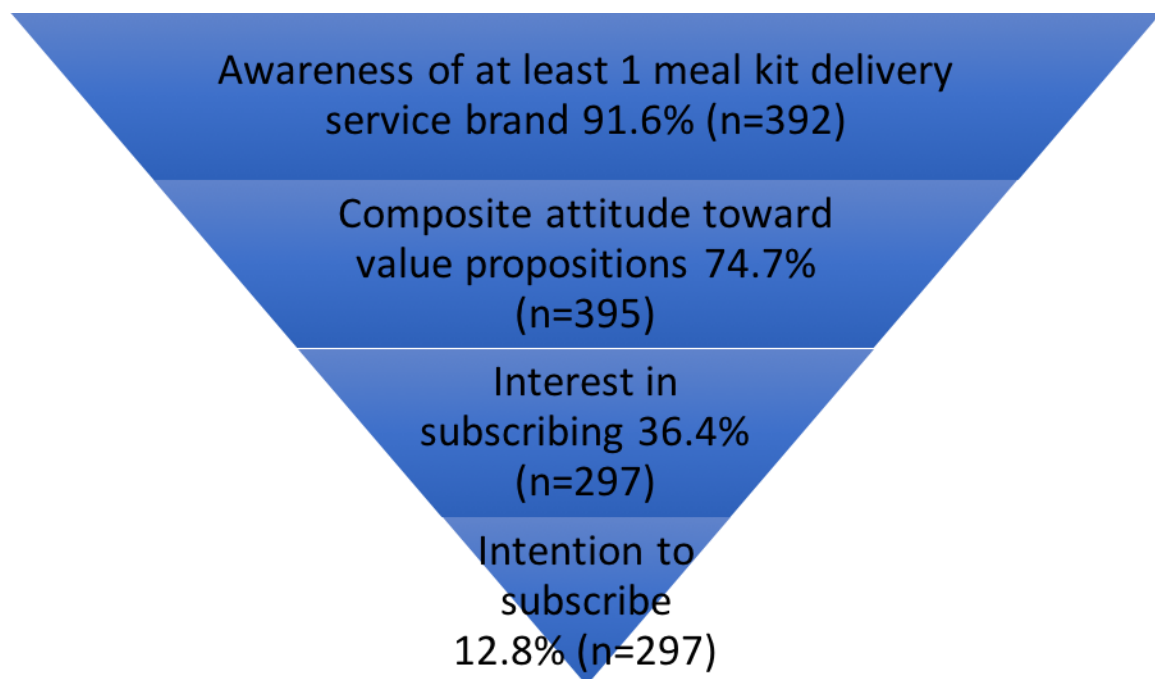 Awareness of at least 1 meal kit delivery
service brand 91.6% (n=392)
Composite attitude toward
value propositions 74.7%
(n=395)
Interest in
subscribing 36.4%
(n=297)
Intention to
subscribe
12.8% (n=297)